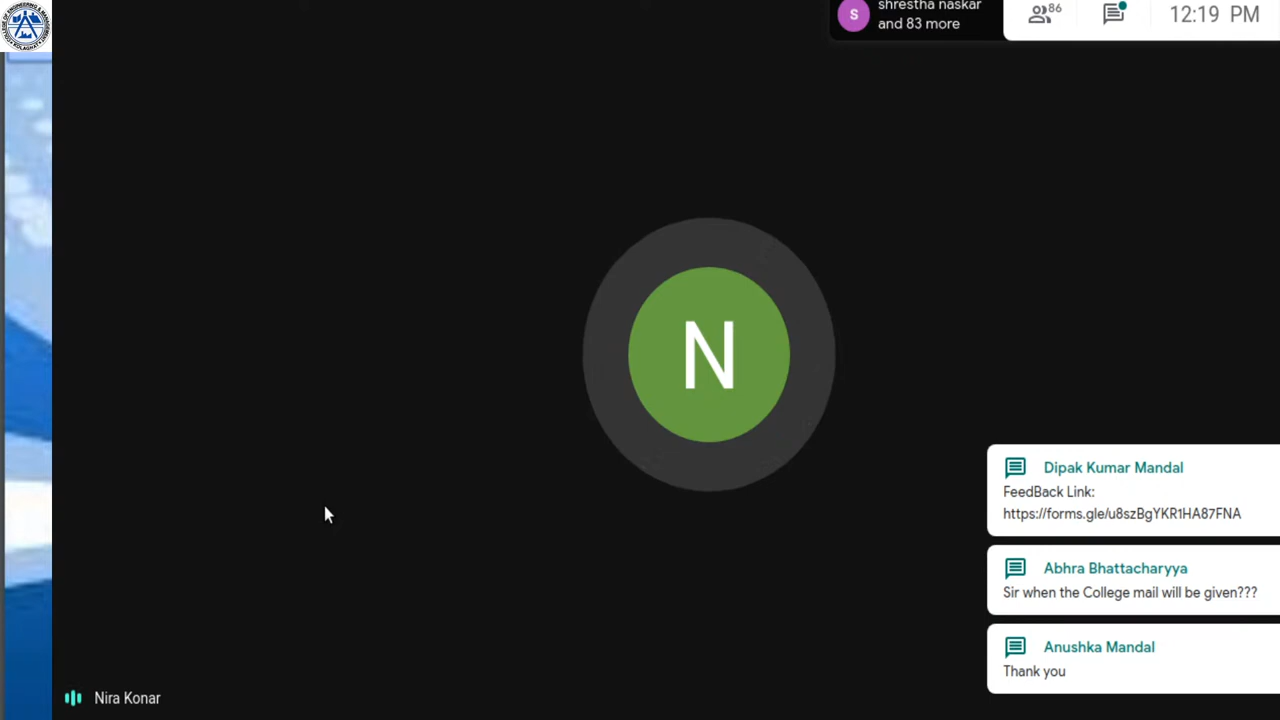 S
shrestha naskar
and 83 more
86
12:19 PM
N
Dipak Kumar Mandal
FeedBack Link:
https://forms.gle/u8szBgYKR1HA87FNA
Abhra Bhattacharyya
Sir when the College mail will be given???
Anushka Mandal
Thank you
Nira Konar